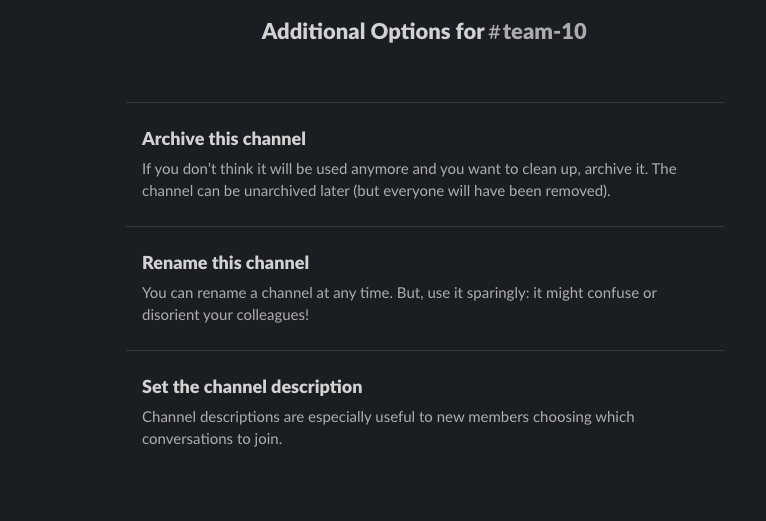 Additional Options for #team-10
Archive this channel
If you don't think it will be used anymore and you want to clean up, archive it. The
channel can be unarchived later (but everyone will have been removed).
Rename this channel
You can rename a channel at any time. But, use it sparingly: it might confuse or
disorient your colleagues!
Set the channel description
Channel descriptions are especially useful to new members choosing which
conversations to join.